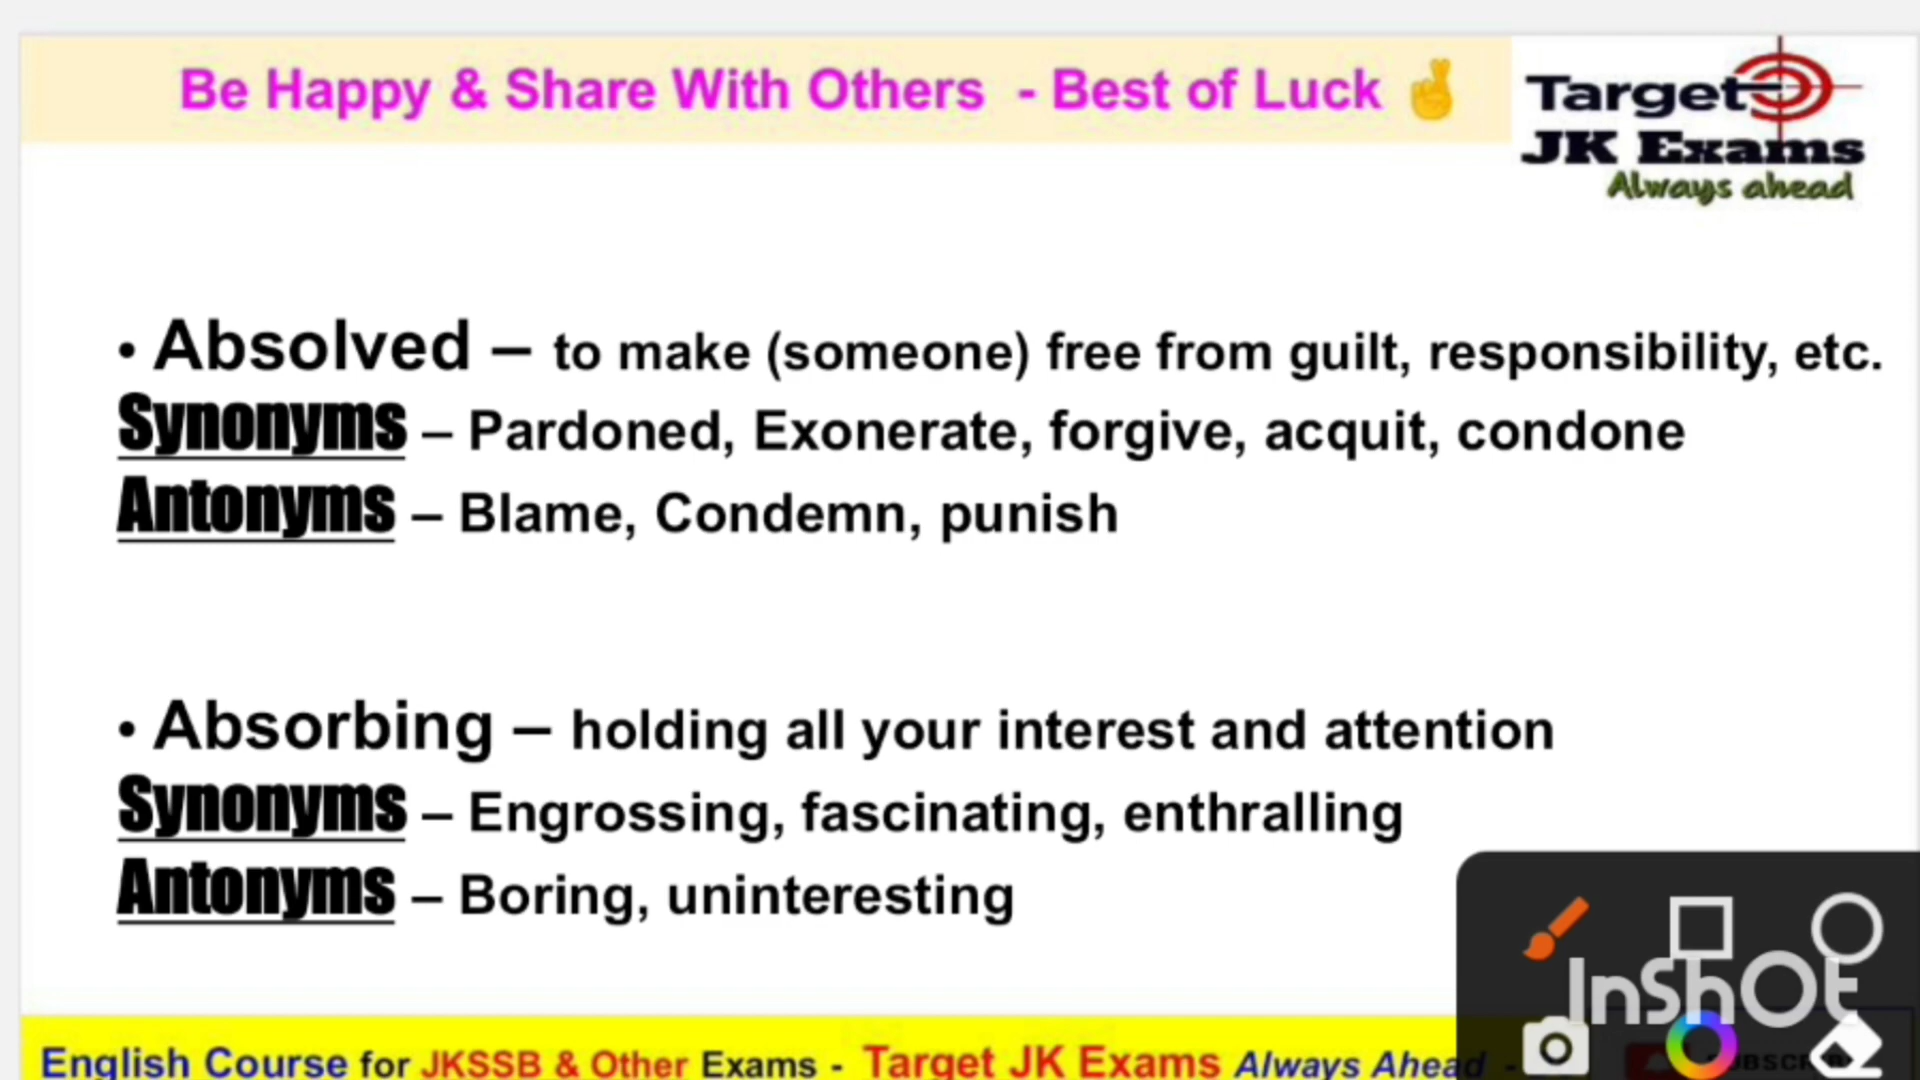 Be Happy & Share With Others - Best of Luck 🤞
Target
JK Exams
Always ahead
• Absolved – to make (someone) free from guilt, responsibility, etc.
Synonyms – Pardoned, Exonerate, forgive, acquit, condone
Antonyms – Blame, Condemn, punish
• Absorbing – holding all your interest and attention
Synonyms – Engrossing, fascinating, enthralling
Antonyms – Boring, uninteresting
InShOt
English Course for JKSSB & Other Exams - Target JK Exams Always Ahead -